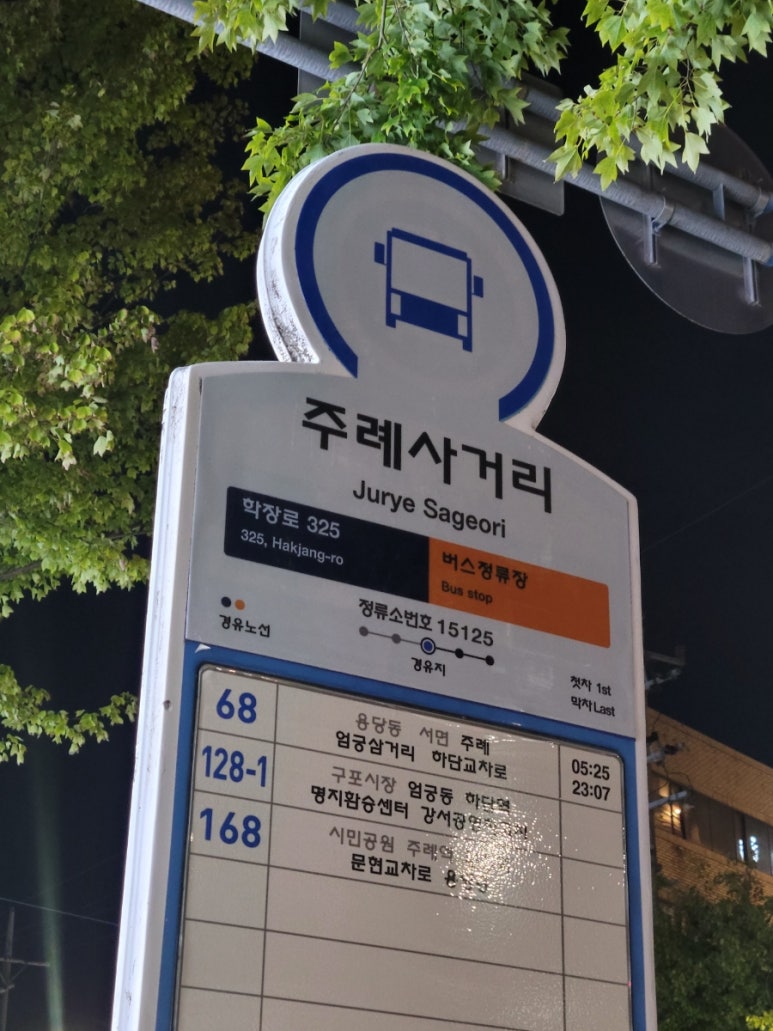 주례사거리
Jurye Sageori
학장로 325
325, Hakjang-ro
버스정류장
Bus stop
경유노선
정류소번호 15125
경유지
첫차 1st
막차 Last
68
용당동 서면 주례
엄궁삼거리 하단교차로
05:25
23:07
128-1
구포시장 엄궁동 하단역
명지환승센터
168
시민공원 주례역
문현교차로